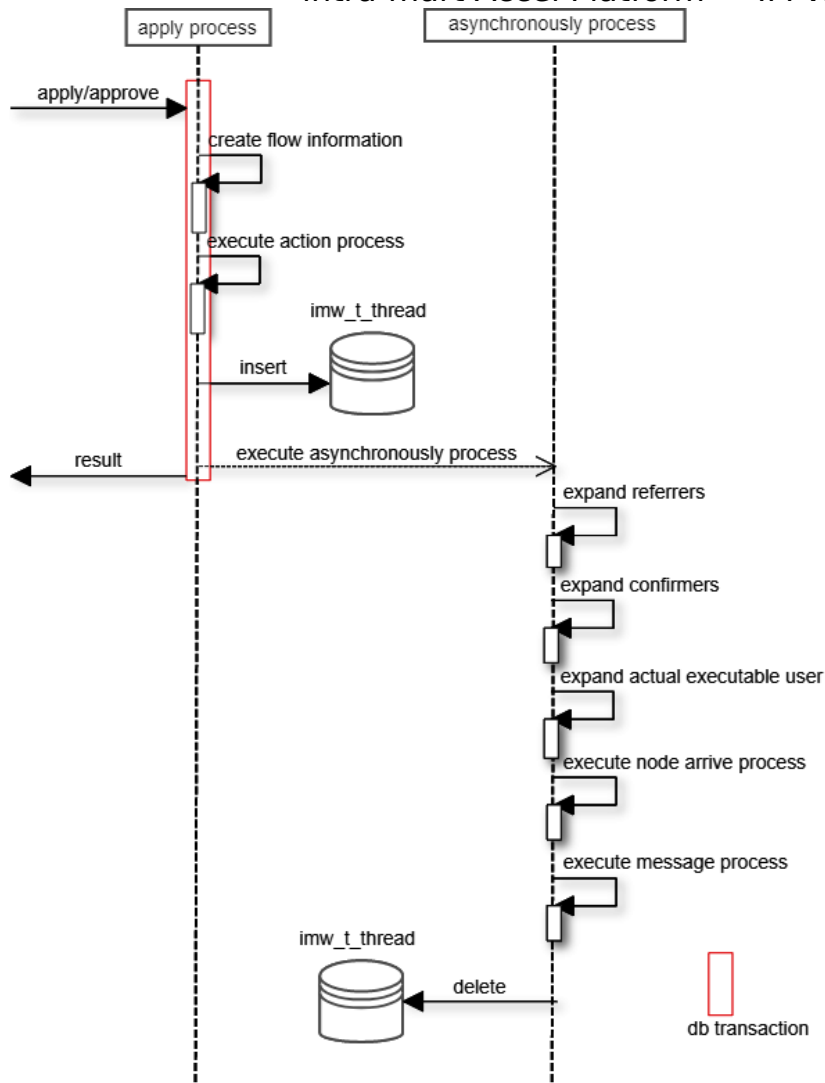 apply process
asynchronously process
apply/approve
create flow information
execute action process
imw_t_thread
insert
execute asynchronously process
result
expand referrers
expand confirmers
expand actual executable user
execute node arrive process
execute message process
imw_t_thread
delete
db transaction